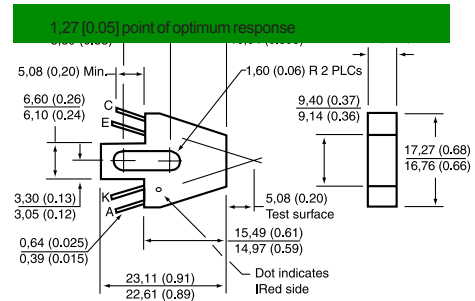 1,27 [0.05] point of optimum response
5,08 (0,20) Min.
1,60 (0.06) R 2 PLCs
C
6,60 (0.26)
6,10 (0.24)
E
9,40 (0.37)
9,14 (0.36)
17,27 (0.68)
16,76 (0.66)
3,30 (0.13)
3,05 (0.12)
K
A
5,08 (0.20)
Test surface
0,64 (0.025)
0,39 (0.015)
15,49 (0.61)
14,97 (0.59)
23,11 (0.91)
22,61 (0.89)
Dot indicates
IRed side